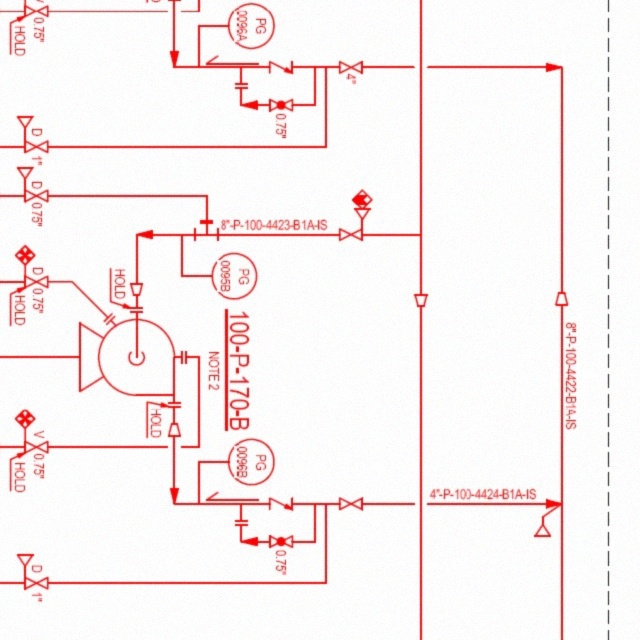 0.75"
HOLD
PG
0096A
4"
0.75"
D
1"
D
0.75"
8"-P-100-4423-B1A-IS
PG
0095B
D
0.75"
HOLD
HOLD
100-P-170-B
NOTE 2
8"-P-100-4422-B1A-IS
HOLD
V
0.75"
HOLD
PG
0096B
4"-P-100-4424-B1A-IS
0.75"
D
1"